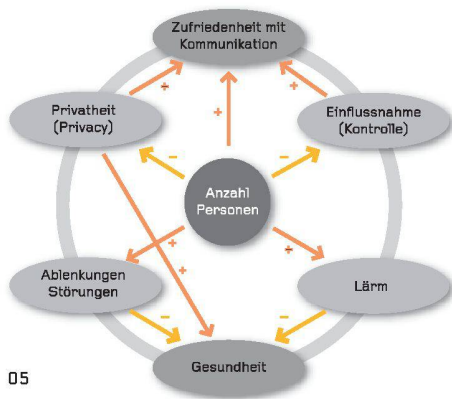 Zufriedenheit mit
Kommunikation
+
+
+
Privatheit
(Privacy)
Einflussnahme
(Kontrolle)
–
–
Anzahl
Personen
+
+
+
Ablenkungen
Störungen
Lärm
–
–
Gesundheit
05